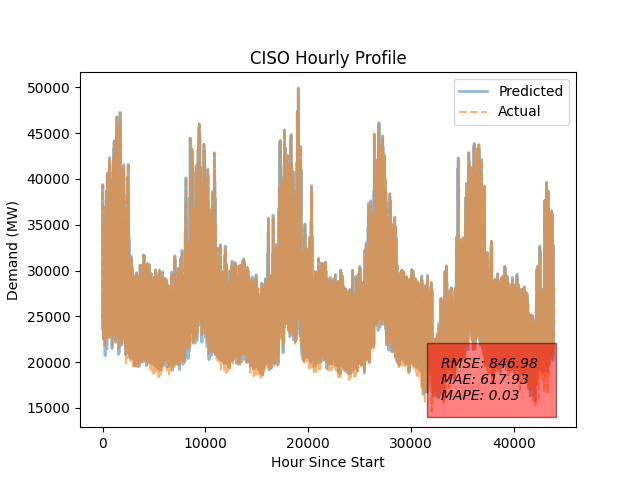 CISO Hourly Profile
Predicted
Actual
Demand (MW)
50000
45000
40000
35000
30000
25000
20000
15000
RMSE: 846.98
MAE: 617.93
MAPE: 0.03
0
10000
20000
30000
40000
Hour Since Start